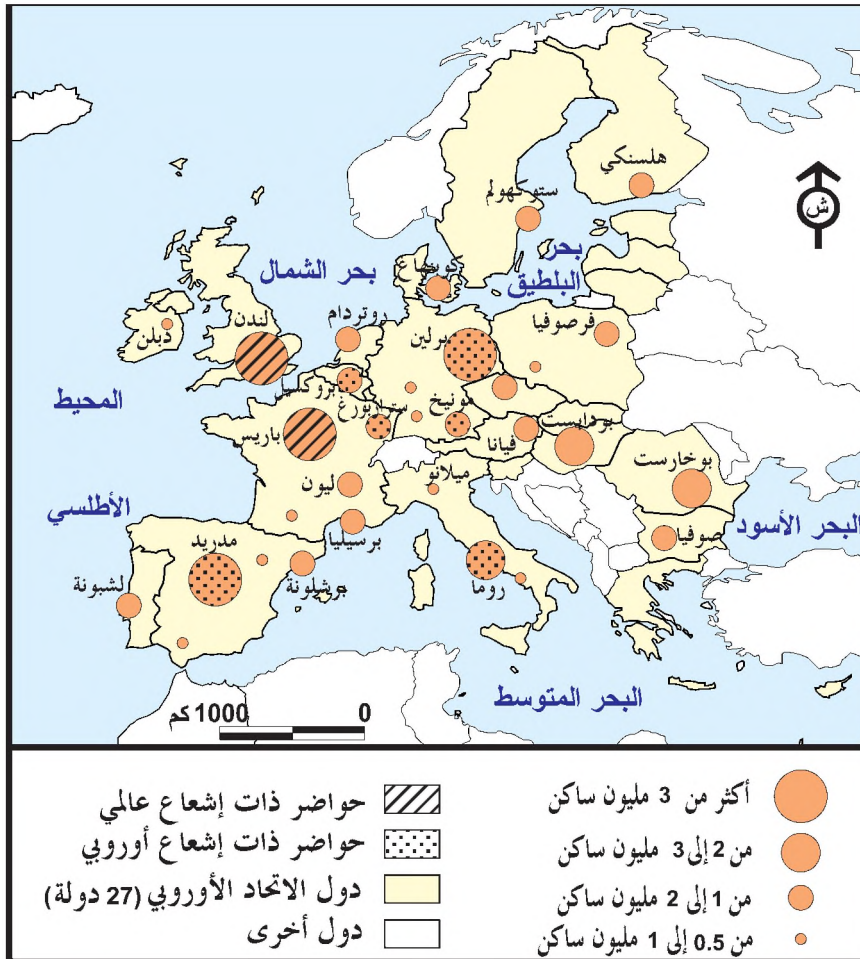 هلسنكي
ستوكهولم
ش
بحر
البلطيق
كوبنهاغ
بحر الشمال
روتردام
فرصوفيا
لندن
دبلن
برلين
المحيط
بروكسيل
ستراسبورغ
مونيخ
بودابست
باريس
فيانا
بوخارست
ميلانو
ليون
الأطلسي
البحر الأسود
صوفيا
مدريد
برسيليا
لشبونة
برشلونة
روما
البحر المتوسط
1000 كم
0
أكثر من 3 مليون ساكن
من 2 إلى 3 مليون ساكن
من 1 إلى 2 مليون ساكن
من 0.5 إلى 1 مليون ساكن
حواضر ذات إشعاع عالمي
حواضر ذات إشعاع أوروبي
دول الاتحاد الأوروبي (27 دولة)
دول أخرى